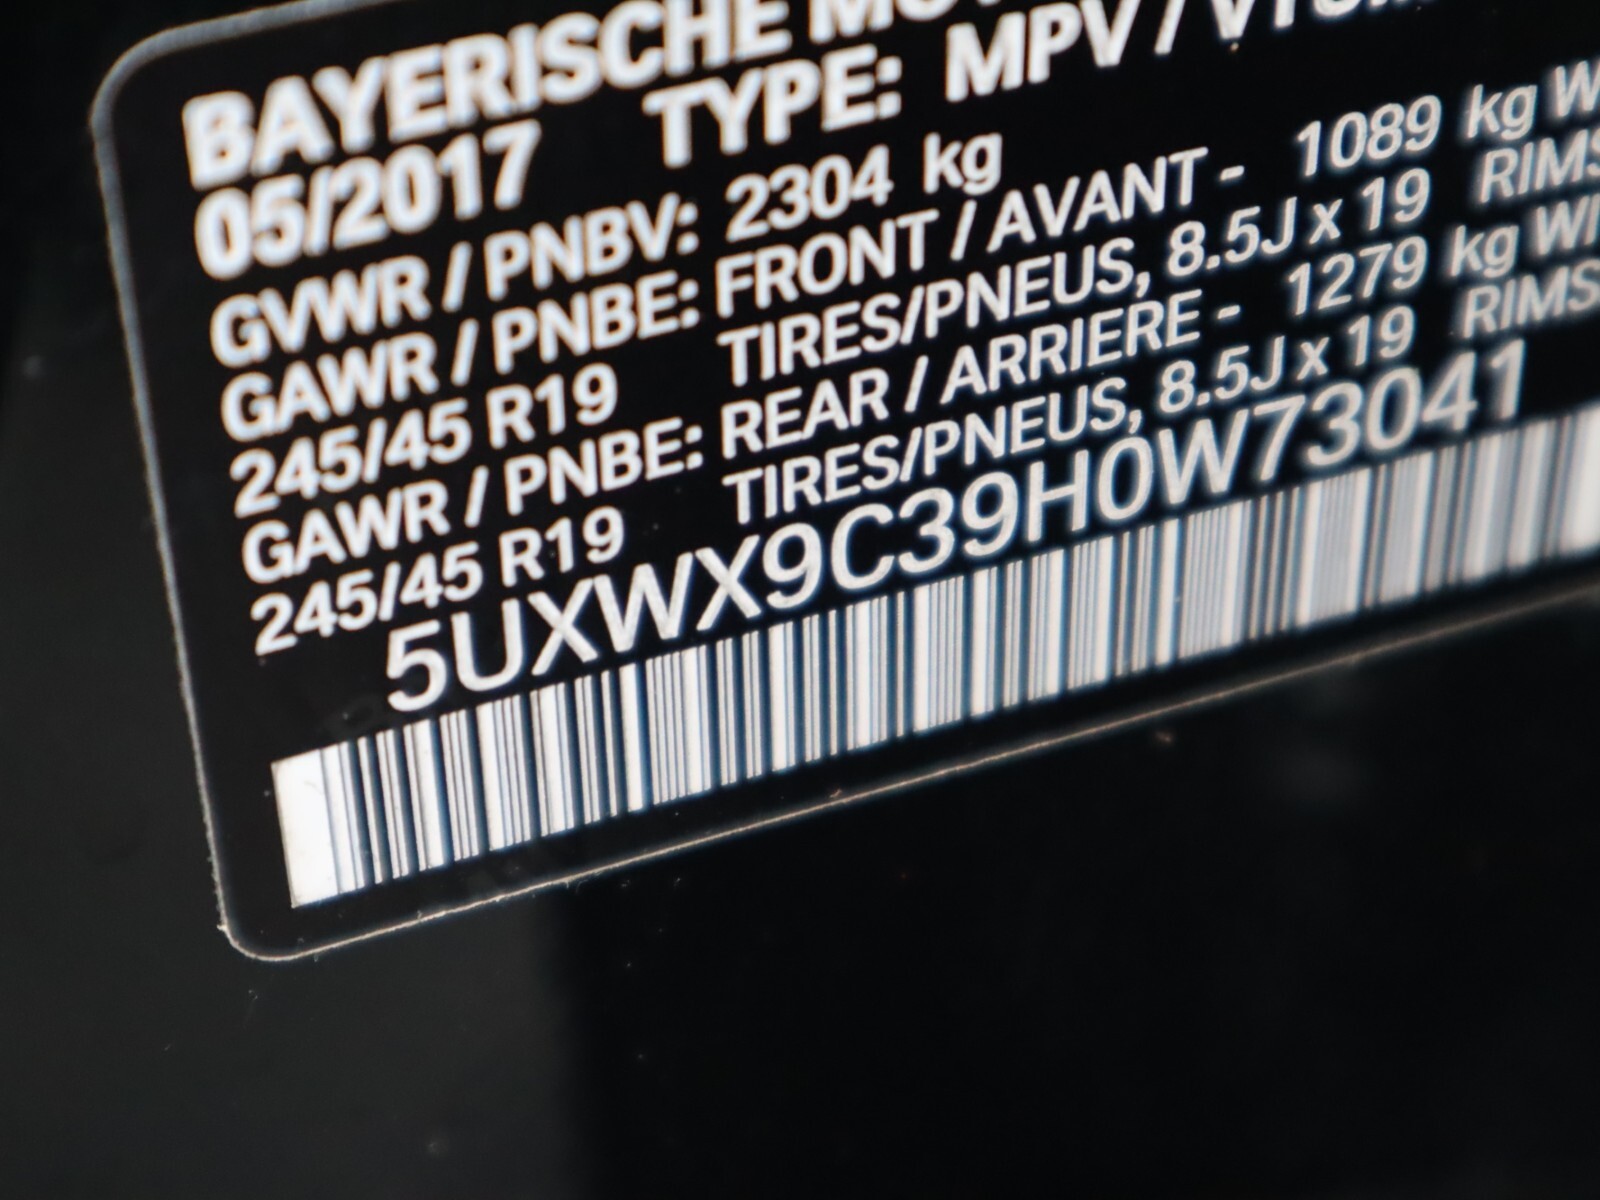 BAYERISCHE
05/2017 TYPE: MPV /
GVWR / PNBV: 2304 kg
GAWR / PNBE: FRONT / AVANT - 1089 kg
245/45 R19 TIRES/PNEUS, 8.5J x 19 RIMS
GAWR / PNBE: REAR / ARRIERE - 1279 kg
245/45 R19 TIRES/PNEUS, 8.5J x 19 RIMS
5UXWX9C39H0W73041